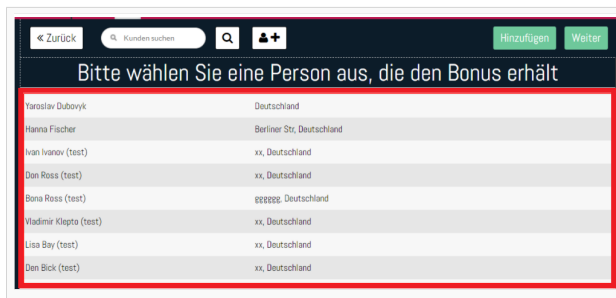 « Zurück Kunden suchen Hinzufügen Weiter
Bitte wählen Sie eine Person aus, die den Bonus erhält
Yaroslav Dubovyk Deutschland
Hanna Fischer Berliner Str, Deutschland
Ivan Ivanov (test) xx, Deutschland
Don Ross (test) xx, Deutschland
Bona Ross (test) gggggg, Deutschland
Vladimir Klepto (test) xx, Deutschland
Lisa Bay (test) xx, Deutschland
Den Bick (test) xx, Deutschland